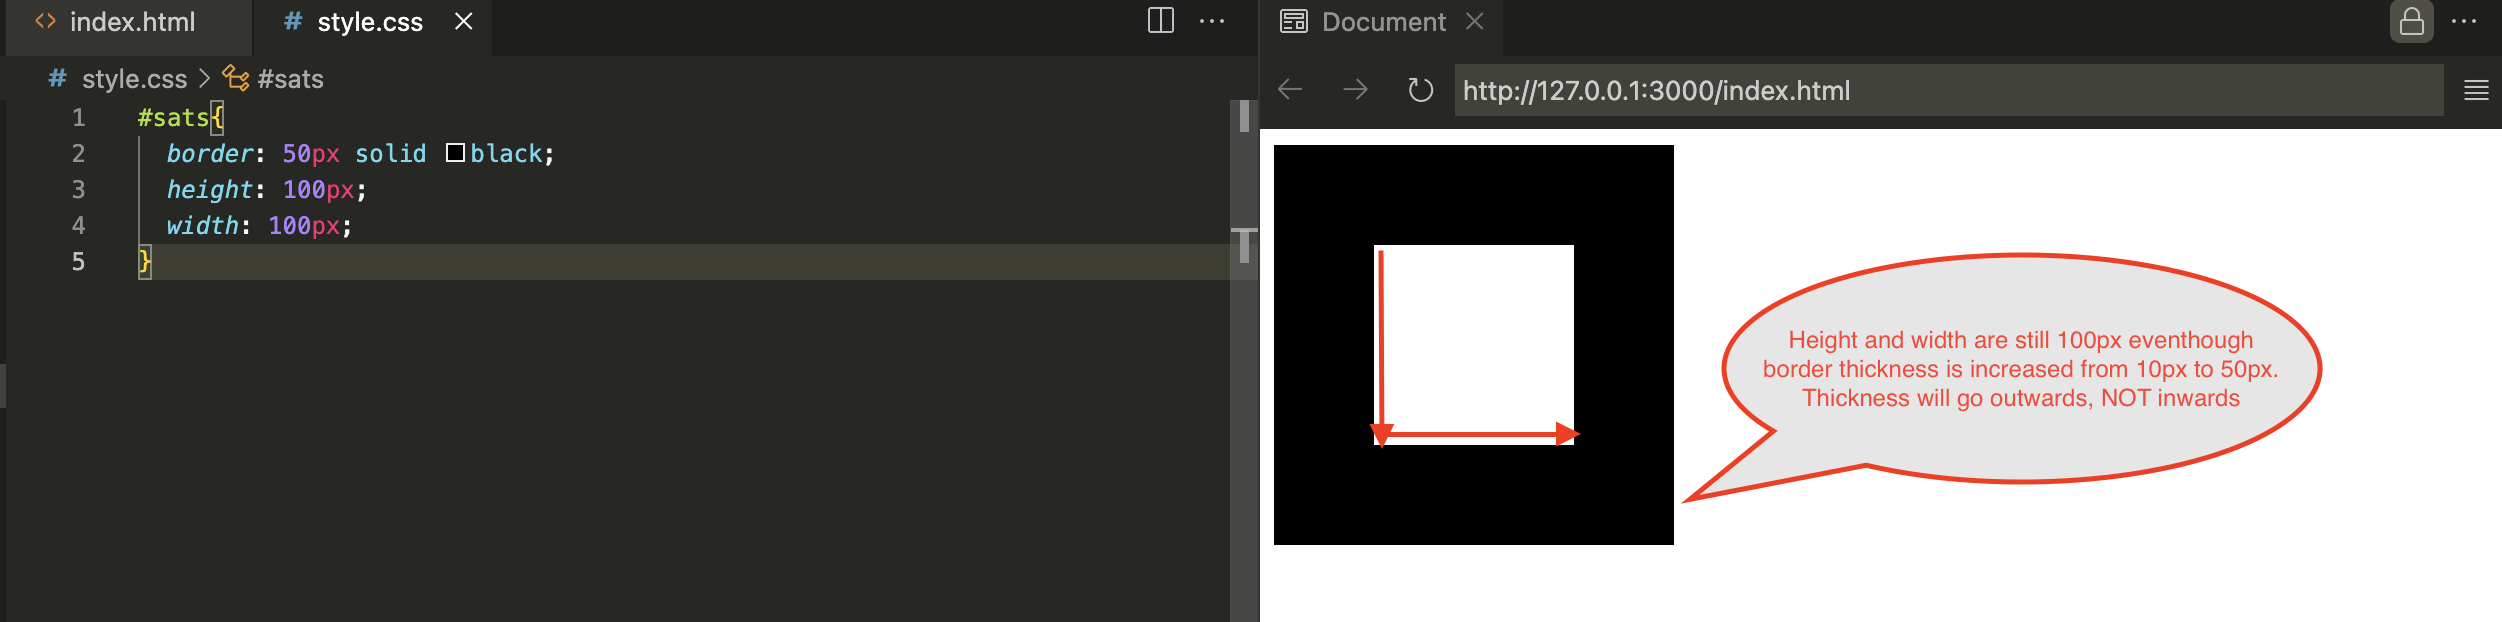 index.html
# style.css
Document
# style.css > #sats
http://127.0.0.1:3000/index.html
1 #sats{
2 border: 50px solid black;
3 height: 100px;
4 width: 100px;
5 }
Height and width are still 100px eventhough
border thickness is increased from 10px to 50px.
Thickness will go outwards, NOT inwards